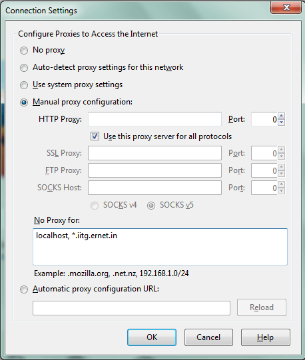 Connection Settings
Configure Proxies to Access the Internet
No proxy
Auto-detect proxy settings for this network
Use system proxy settings
Manual proxy configuration:
HTTP Proxy: Port: 0
Use this proxy server for all protocols
SSL Proxy: Port: 0
FTP Proxy: Port: 0
SOCKS Host: Port: 0
SOCKS v4 SOCKS v5
No Proxy for:
localhost, *.iitg.ernet.in
Example: .mozilla.org, .net.nz, 192.168.1.0/24
Automatic proxy configuration URL:
Reload
OK Cancel Help